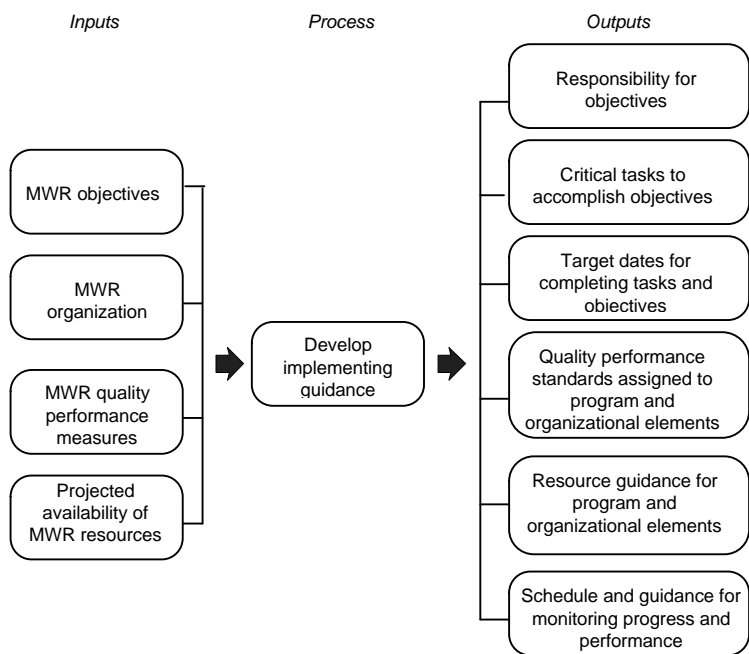 Inputs
Process
Outputs
MWR objectives
MWR
organization
MWR quality
performance
measures
Projected
availability of
MWR resources
Develop
implementing
guidance
Responsibility for
objectives
Critical tasks to
accomplish objectives
Target dates for
completing tasks and
objectives
Quality performance
standards assigned to
program and
organizational elements
Resource guidance for
program and
organizational elements
Schedule and guidance for
monitoring progress and
performance